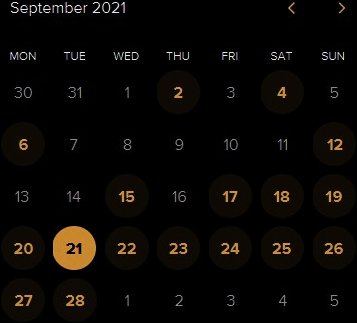 September 2021
MON TUE WED THU FRI SAT SUN
30 31 1 2 3 4 5
6 7 8 9 10 11 12
13 14 15 16 17 18 19
20 21 22 23 24 25 26
27 28 1 2 3 4 5